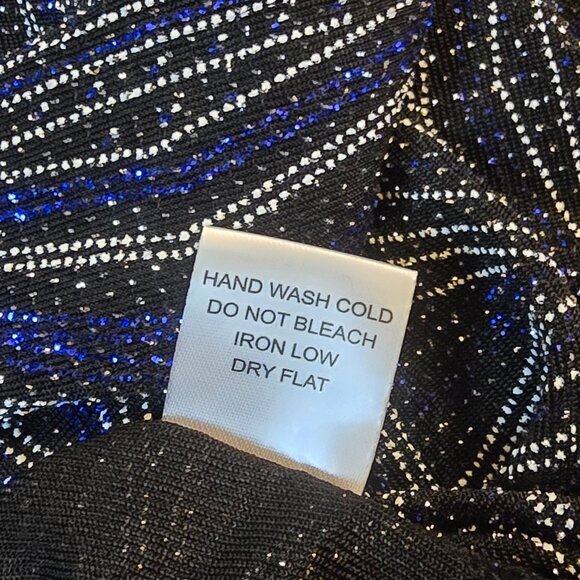 HAND WASH COLD
DO NOT BLEACH
IRON LOW
DRY FLAT